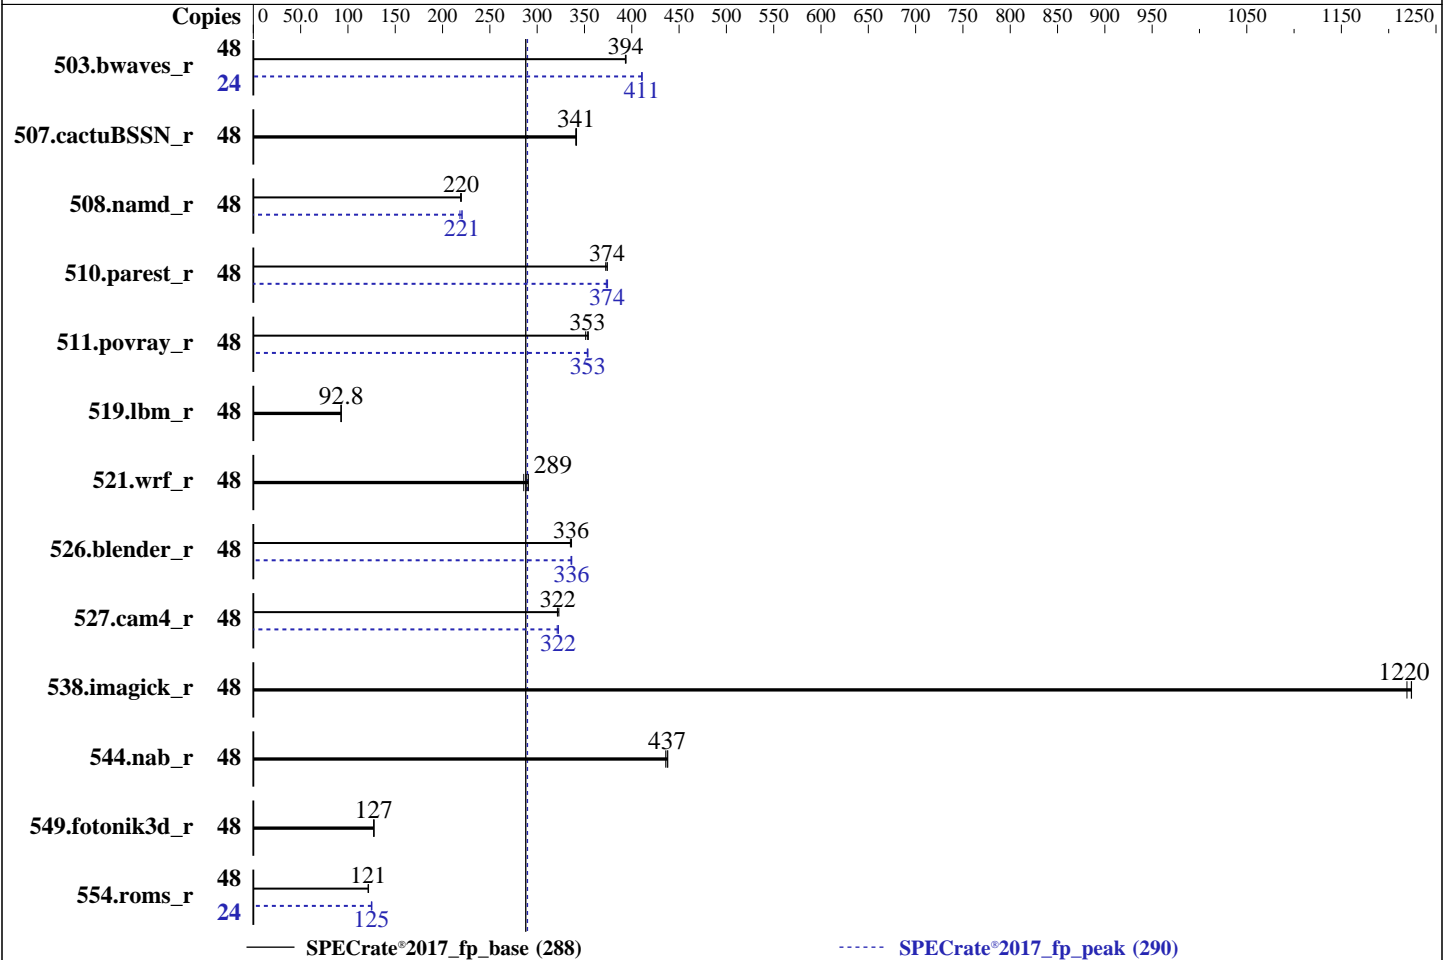 Copies 0 50.0 100 150 200 250 300 350 400 450 500 550 600 650 700 750 800 850 900 950 1050 1150 1250
503.bwaves_r 48 394
24 411
507.cactuBSSN_r 48 341
508.namd_r 48 220
221
510.parest_r 48 374
374
511.povray_r 48 353
353
519.lbm_r 48 92.8
521.wrf_r 48 289
526.blender_r 48 336
336
527.cam4_r 48 322
322
538.imagick_r 48 1220
544.nab_r 48 437
549.fotonik3d_r 48 127
554.roms_r 48 121
24 125
SPECrate®2017_fp_base (288) SPECrate®2017_fp_peak (290)